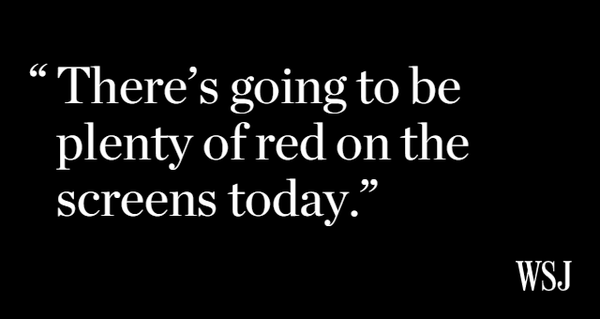 “There’s going to be
plenty of red on the
screens today.”
WSJ